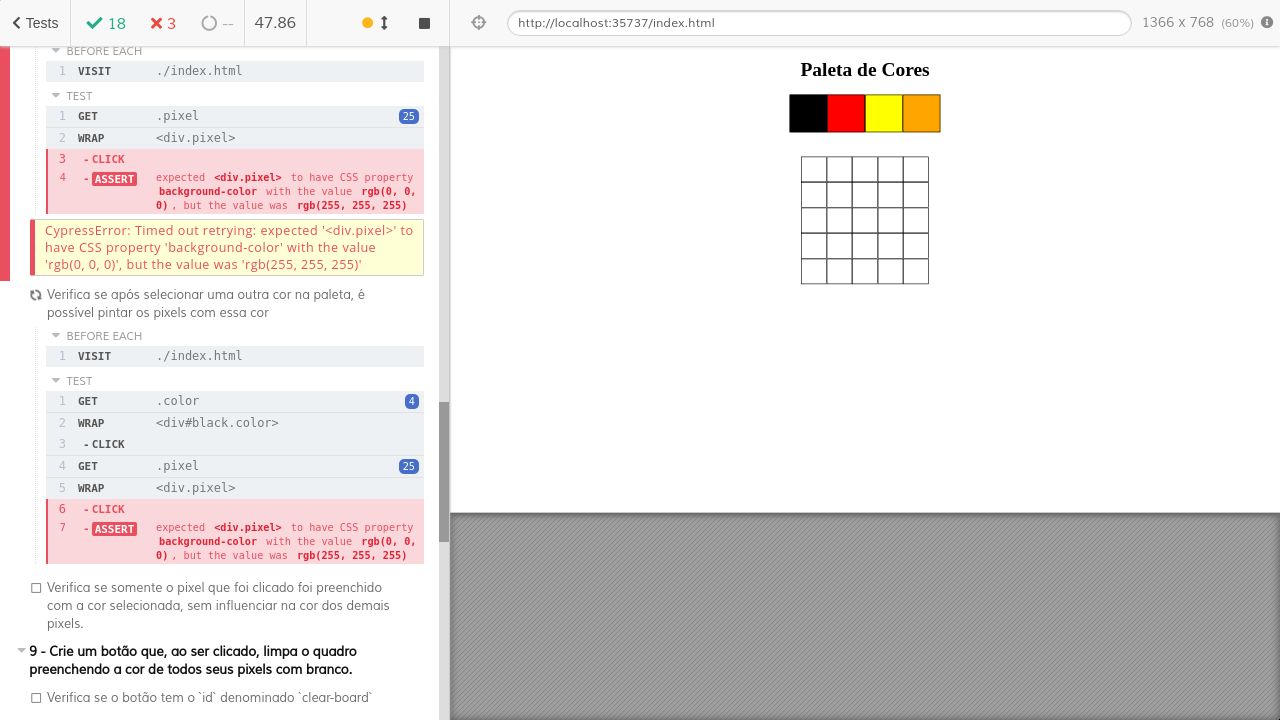 Tests
18
3
--
47.86
http://localhost:35737/index.html
1366 x 768 (60%)
BEFORE EACH
1 VISIT ./index.html
TEST
1 GET .pixel 25
2 WRAP <div.pixel>
3 - CLICK
4 - ASSERT expected <div.pixel> to have CSS property
background-color with the value rgb(0, 0,
0) , but the value was rgb(255, 255, 255)
CypressError: Timed out retrying: expected '<div.pixel>' to
have CSS property 'background-color' with the value
'rgb(0, 0, 0)', but the value was 'rgb(255, 255, 255)'
Verifica se após selecionar uma outra cor na paleta, é
possível pintar os pixels com essa cor
BEFORE EACH
1 VISIT ./index.html
TEST
1 GET .color 4
2 WRAP <div#black.color>
3 - CLICK
4 GET .pixel 25
5 WRAP <div.pixel>
6 - CLICK
7 - ASSERT expected <div.pixel> to have CSS property
background-color with the value rgb(0, 0,
0) , but the value was rgb(255, 255, 255)
Verifica se somente o pixel que foi clicado foi preenchido
com a cor selecionada, sem influenciar na cor dos demais
pixels.
9 - Crie um botão que, ao ser clicado, limpa o quadro
preenchendo a cor de todos seus pixels com branco.
Verifica se o botão tem o `id` denominado `clear-board`
Paleta de Cores